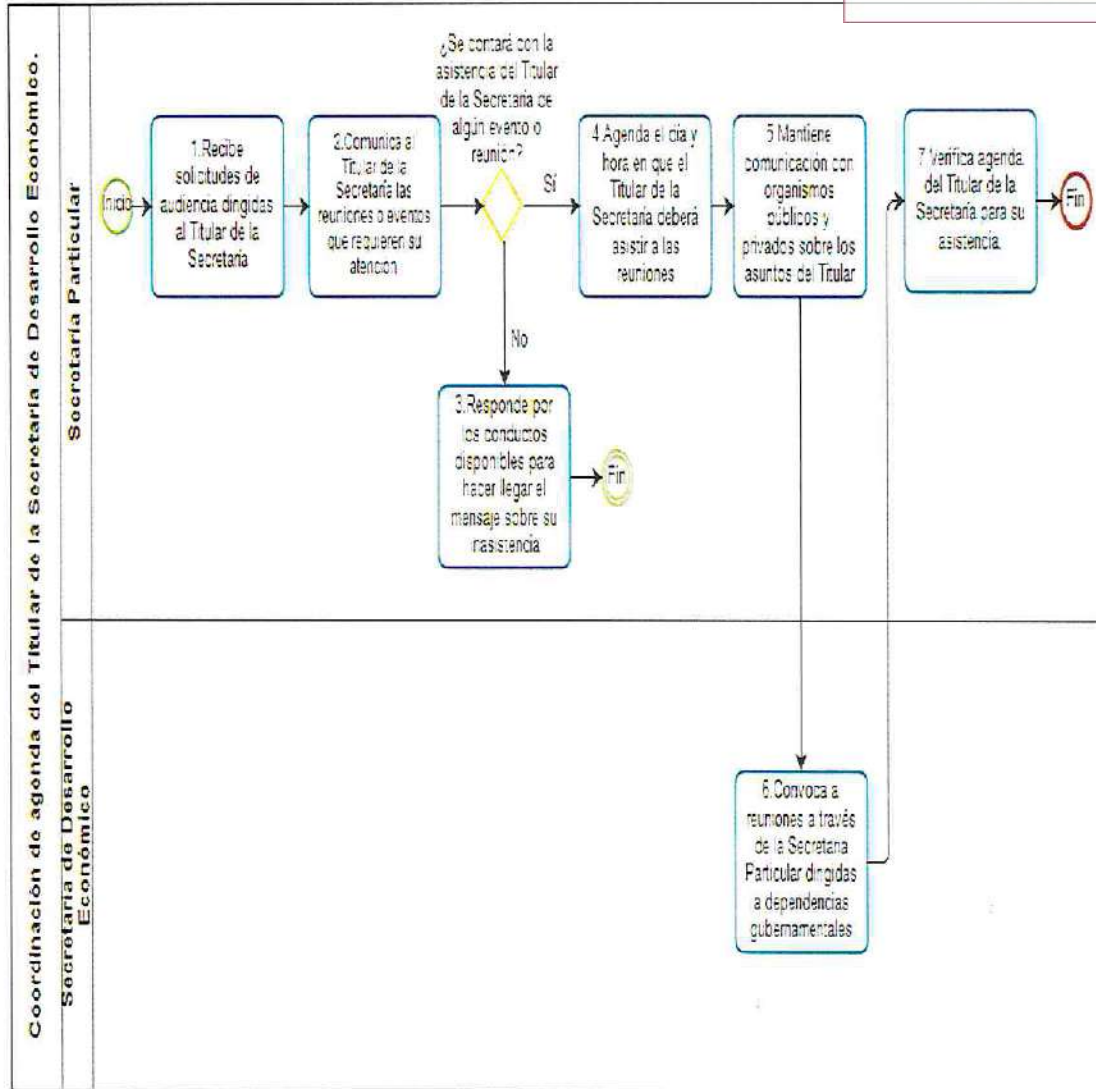 Coordinación de agenda del Titular de la Secretaría de Desarrollo Económico.
Secretaría Particular
Inicio
1.Recibe
solicitudes de
audiencia dirigidas
al Titular de la
Secretaría
2.Comunica al
Titular de la
Secretaría las
reuniones o eventos
que requieren su
atención
¿Se contará con la
asistencia del Titular
de la Secretaría de
algún evento o
reunión?
Sí
No
3.Responde por
los conductos
disponibles para
hacer llegar el
mensaje sobre su
inasistencia
Fin
4.Agenda el día y
hora en que el
Titular de la
Secretaría deberá
asistir a las
reuniones
5.Mantiene
comunicación con
organismos
públicos y
privados sobre los
asuntos del Titular
7.Verifica agenda
del Titular de la
Secretaría para su
asistencia.
Fin
Secretaría de Desarrollo
Económico
6.Convoca a
reuniones a través
de la Secretaría
Particular dirigidas
a dependencias
gubernamentales